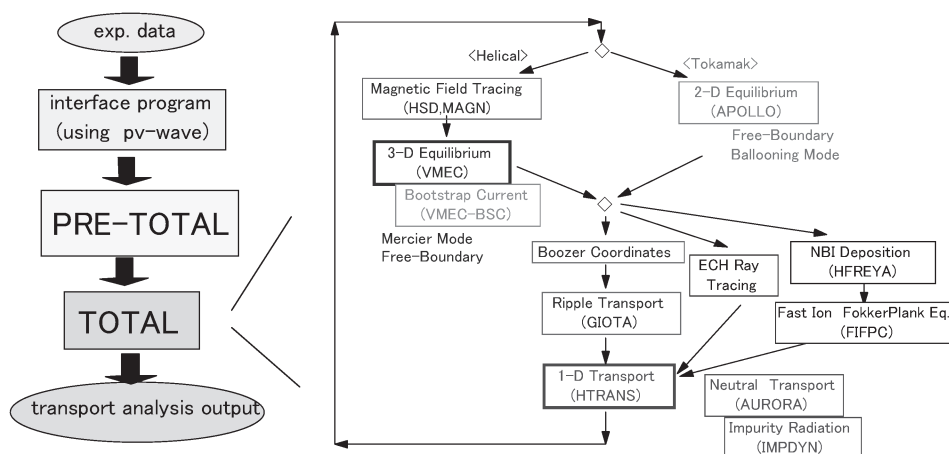 exp. data
interface program
(using pv-wave)
PRE-TOTAL
TOTAL
transport analysis output
<Helical>
<Tokamak>
Magnetic Field Tracing
(HSD,MAGN)
2-D Equilibrium
(APOLLO)
Free-Boundary
Ballooning Mode
3-D Equilibrium
(VMEC)
Bootstrap Current
(VMEC-BSC)
Mercier Mode
Free-Boundary
Boozer Coordinates
ECH Ray
Tracing
NBI Deposition
(HFREYA)
Ripple Transport
(GIOTA)
Fast Ion FokkerPlank Eq.
(FIFPC)
1-D Transport
(HTRANS)
Neutral Transport
(AURORA)
Impurity Radiation
(IMPDYN)